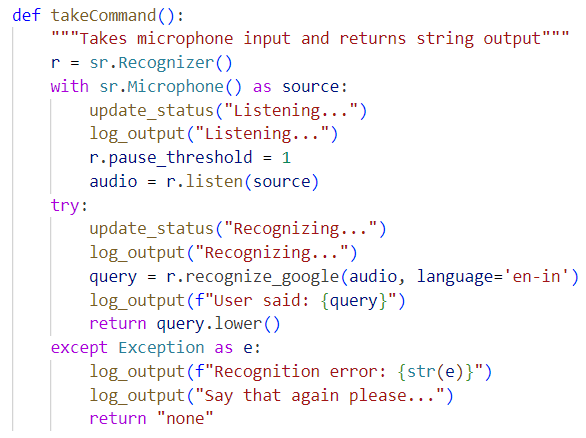 def takeCommand():
    """Takes microphone input and returns string output"""
    r = sr.Recognizer()
    with sr.Microphone() as source:
        update_status("Listening...")
        log_output("Listening...")
        r.pause_threshold = 1
        audio = r.listen(source)
    try:
        update_status("Recognizing...")
        log_output("Recognizing...")
        query = r.recognize_google(audio, language='en-in')
        log_output(f"User said: {query}")
        return query.lower()
    except Exception as e:
        log_output(f"Recognition error: {str(e)}")
        log_output("Say that again please...")
        return "none"